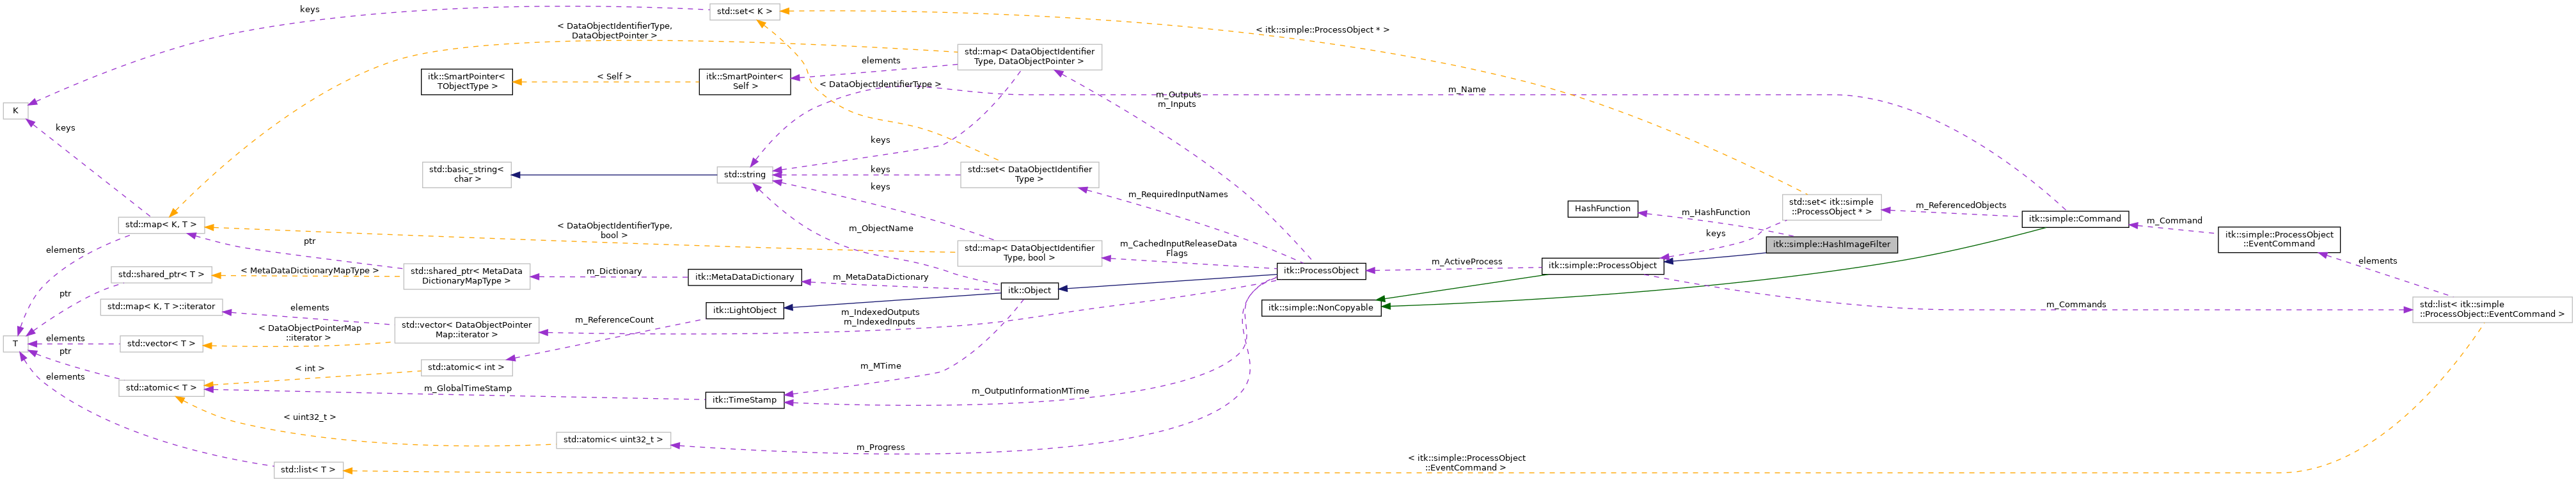 keys
std::set< K >
< DataObjectIdentifierType,
DataObjectPointer >
< itk::simple::ProcessObject * >
std::map< DataObjectIdentifier
Type, DataObjectPointer >
elements
itk::SmartPointer<
TObjectType >
< Self >
itk::SmartPointer<
Self >
< DataObjectIdentifierType >
m_Outputs
m_Inputs
m_Name
K
keys
keys
std::basic_string<
char >
std::string
keys
std::set< DataObjectIdentifier
Type >
keys
m_RequiredInputNames
std::set< itk::simple
::ProcessObject * >
m_ReferencedObjects
HashFunction
m_HashFunction
itk::simple::Command
m_Command
std::map< K, T >
< DataObjectIdentifierType,
bool >
m_ObjectName
keys
itk::simple::ProcessObject
::EventCommand
elements
ptr
std::map< DataObjectIdentifier
Type, bool >
m_CachedInputReleaseData
Flags
itk::simple::HashImageFilter
elements
std::shared_ptr< T >
< MetaDataDictionaryMapType >
std::shared_ptr< MetaData
DictionaryMapType >
m_Dictionary
itk::MetaDataDictionary
m_MetaDataDictionary
itk::ProcessObject
m_ActiveProcess
itk::simple::ProcessObject
ptr
itk::Object
std::map< K, T >::iterator
elements
itk::LightObject
itk::simple::NonCopyable
m_Commands
std::list< itk::simple
::ProcessObject::EventCommand >
m_IndexedOutputs
m_IndexedInputs
m_ReferenceCount
std::vector< DataObjectPointer
Map::iterator >
< DataObjectPointerMap
::iterator >
elements
T
std::vector< T >
ptr
std::atomic< int >
< int >
m_MTime
elements
std::atomic< T >
m_GlobalTimeStamp
itk::TimeStamp
m_OutputInformationMTime
< uint32_t >
std::atomic< uint32_t >
m_Progress
std::list< T >
< itk::simple::ProcessObject
::EventCommand >